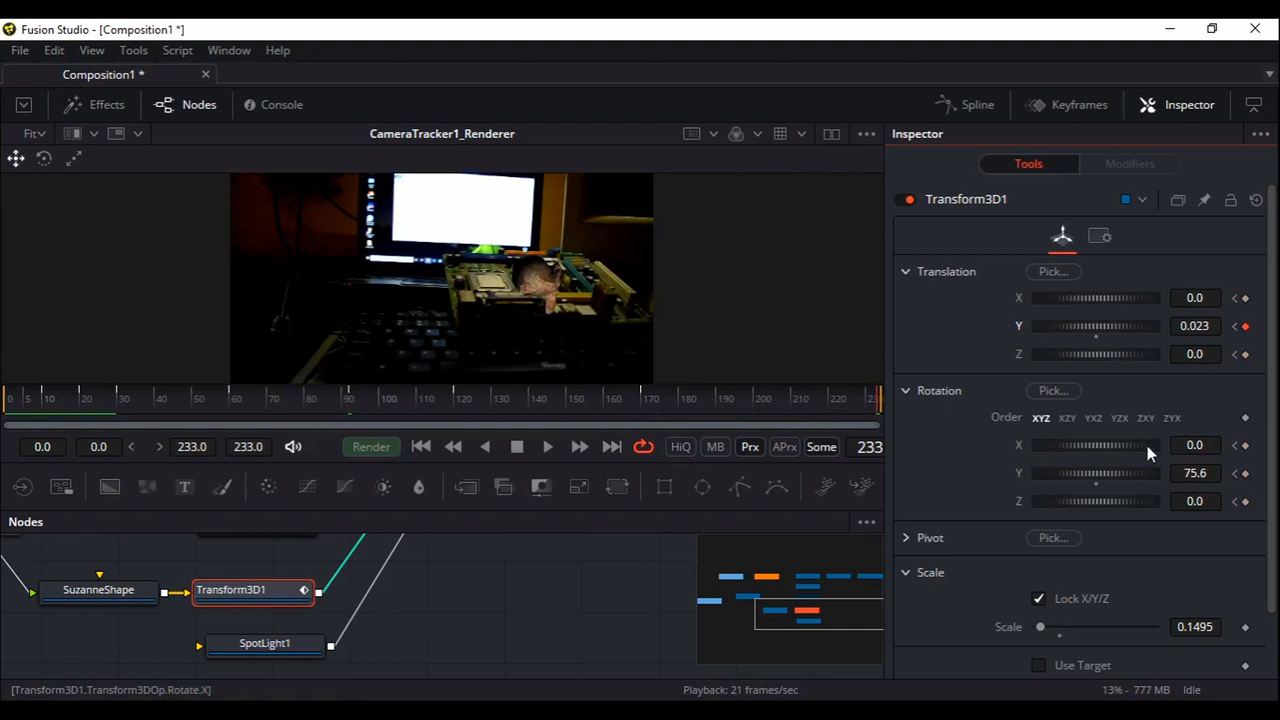 Fusion Studio - [Composition1 *]
File Edit View Tools Script Window Help
Composition1 *
Effects Nodes Console Spline Keyframes Inspector
Fit CameraTracker1_Renderer Inspector
Tools Modifiers
Transform3D1
Translation Pick...
X 0.0
Y 0.023
Z 0.0
0 5 10 20 30 40 50 60 70 80 90 100 110 120 130 140 150 160 170 180 190 200 210 220
Rotation Pick...
Order XYZ XZY YXZ YZX ZXY ZYX
0.0 0.0 233.0 233.0 Render HiQ MB Prx APrx Some 233
X 0.0
Y 75.6
Z 0.0
T
Nodes
Pivot Pick...
Scale
Lock X/Y/Z
Scale 0.1495
Use Target
SuzanneShape Transform3D1
SpotLight1
[Transform3D1.Transform3DOp.Rotate.X] Playback: 21 frames/sec 13% - 777 MB Idle